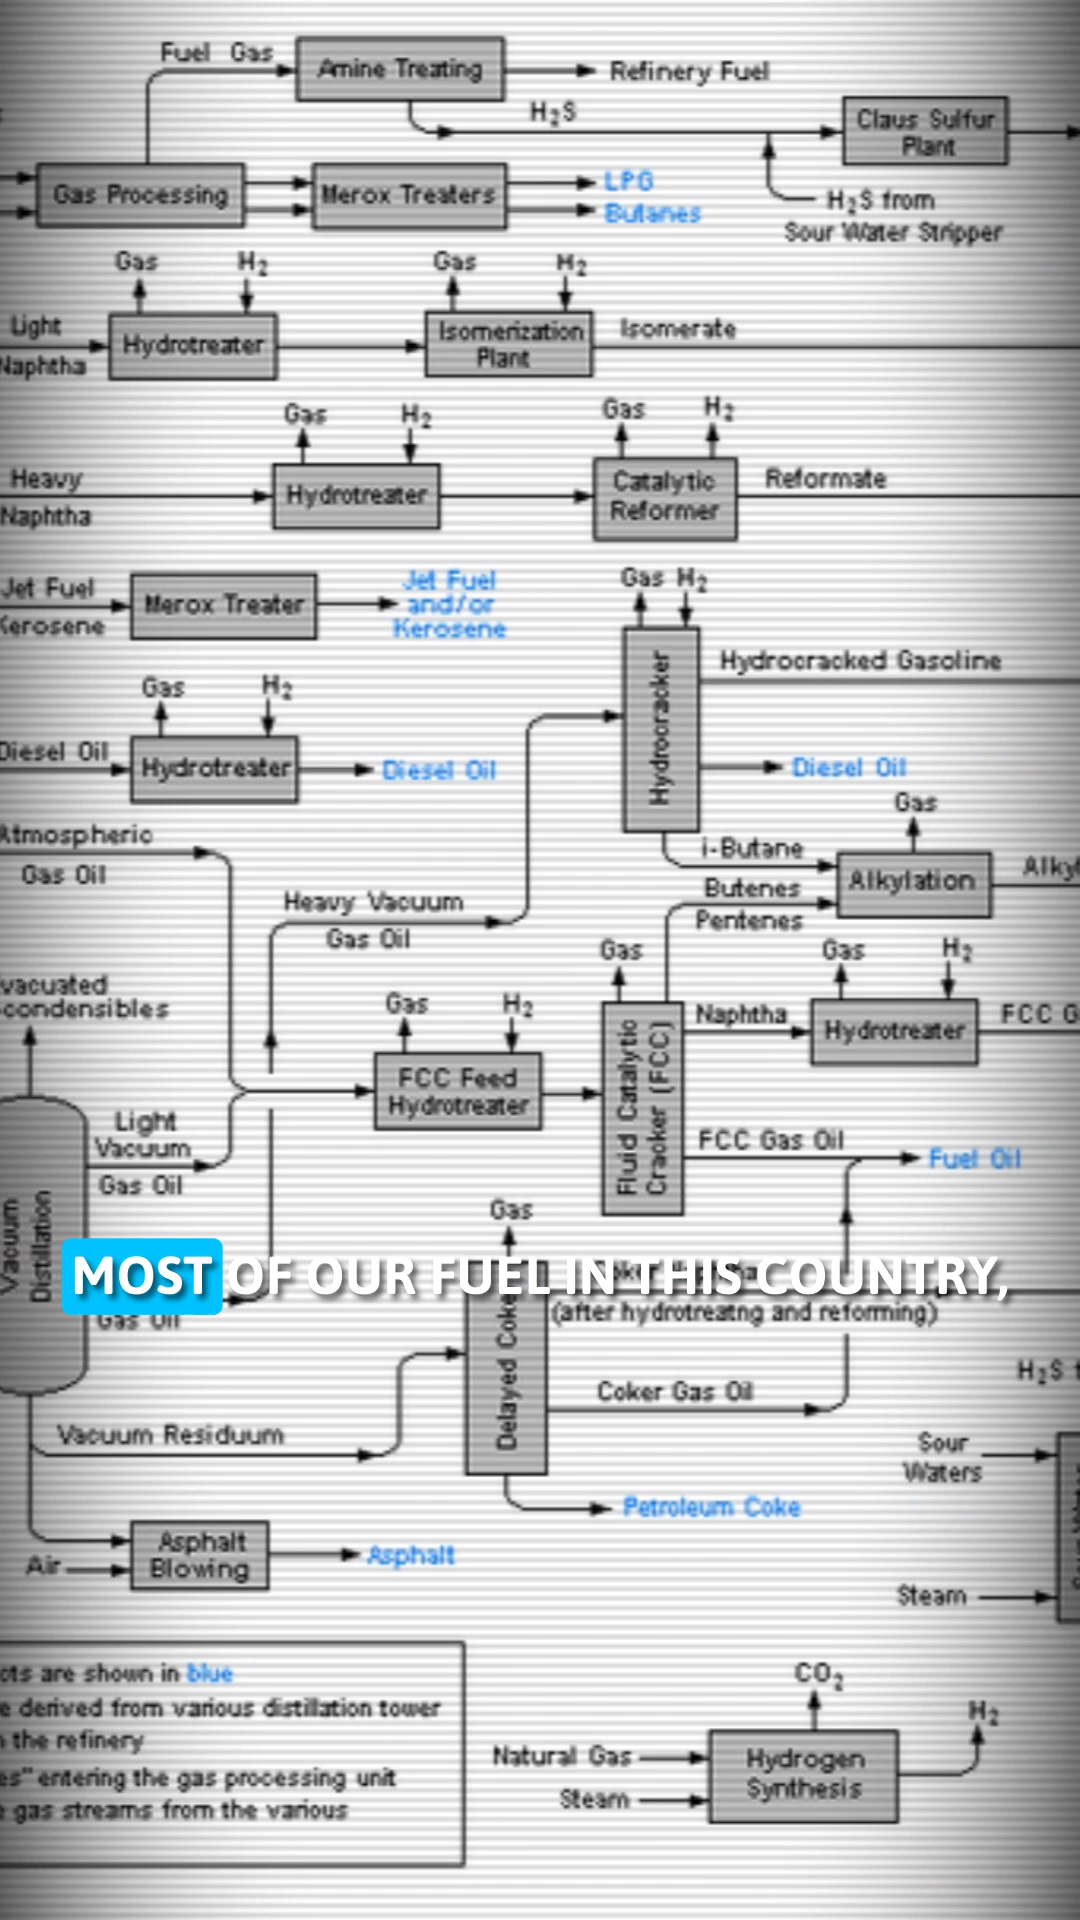 Fuel Gas
Amine Treating
Refinery Fuel
H₂S
Claus Sulfur
Plant
Gas Processing
Merox Treaters
LPG
Butanes
H₂S from
Sour Water Stripper
Gas
H₂
Gas
H₂
Light
Naphtha
Hydrotreater
Isomerization
Plant
Isomerate
Gas
H₂
Gas
H₂
Heavy
Naphtha
Hydrotreater
Catalytic
Reformer
Reformate
Jet Fuel
Kerosene
Merox Treater
Jet Fuel
and/or
Kerosene
Gas H₂
Hydrocracker
Hydrocracked Gasoline
Gas
H₂
Diesel Oil
Hydrotreater
Diesel Oil
Diesel Oil
Gas
Atmospheric
Gas Oil
i-Butane
Butenes
Pentenes
Alkylation
Alkyl
Heavy Vacuum
Gas Oil
Gas
Gas
H₂
vacuated
condensibles
Gas
H₂
Naphtha
Hydrotreater
FCC G
FCC Feed
Hydrotreater
Fluid Catalytic
Cracker (FCC)
Light
Vacuum
Gas Oil
FCC Gas Oil
Fuel Oil
Vacuum
Distillation
Gas
MOST OF OUR FUEL IN THIS COUNTRY,
Gas Oil
Delayed Coke
(after hydrotreatng and reforming)
H₂S
Coker Gas Oil
Vacuum Residuum
Sour
Waters
Petroleum Coke
Air
Asphalt
Blowing
Asphalt
Steam
cts are shown in blue
e derived from various distillation tower
the refinery
es" entering the gas processing unit
gas streams from the various
CO₂
H₂
Natural Gas
Steam
Hydrogen
Synthesis